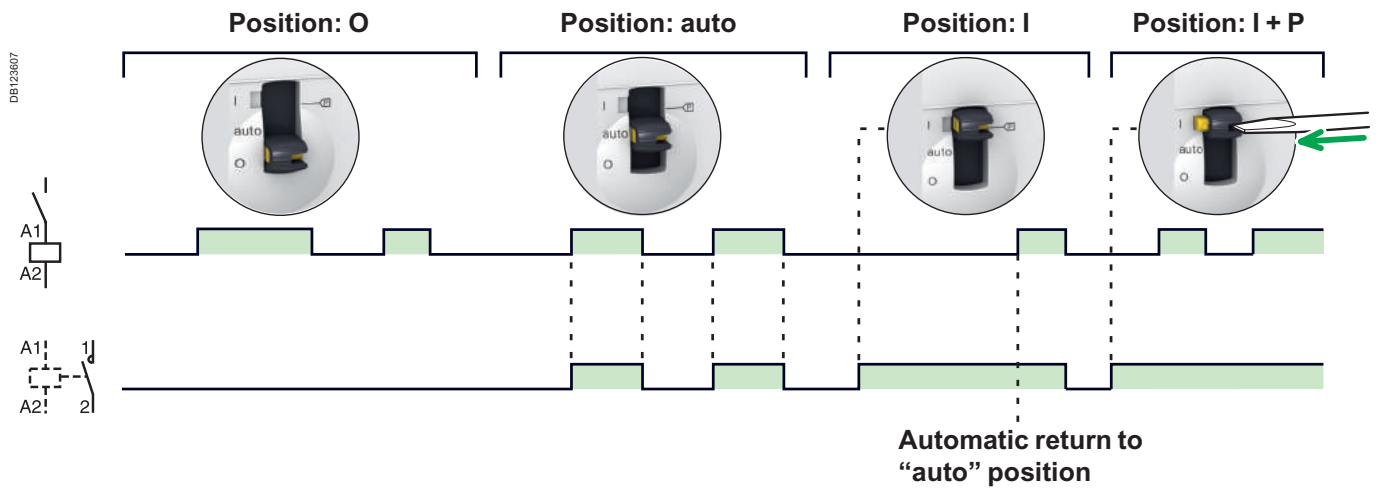 Position: O
Position: auto
Position: I
Position: I + P
DB123607
I
P
auto
O
I
P
auto
O
I
P
auto
O
I
auto
O
A1
A2
A1
1
A2
2
Automatic return to
“auto” position